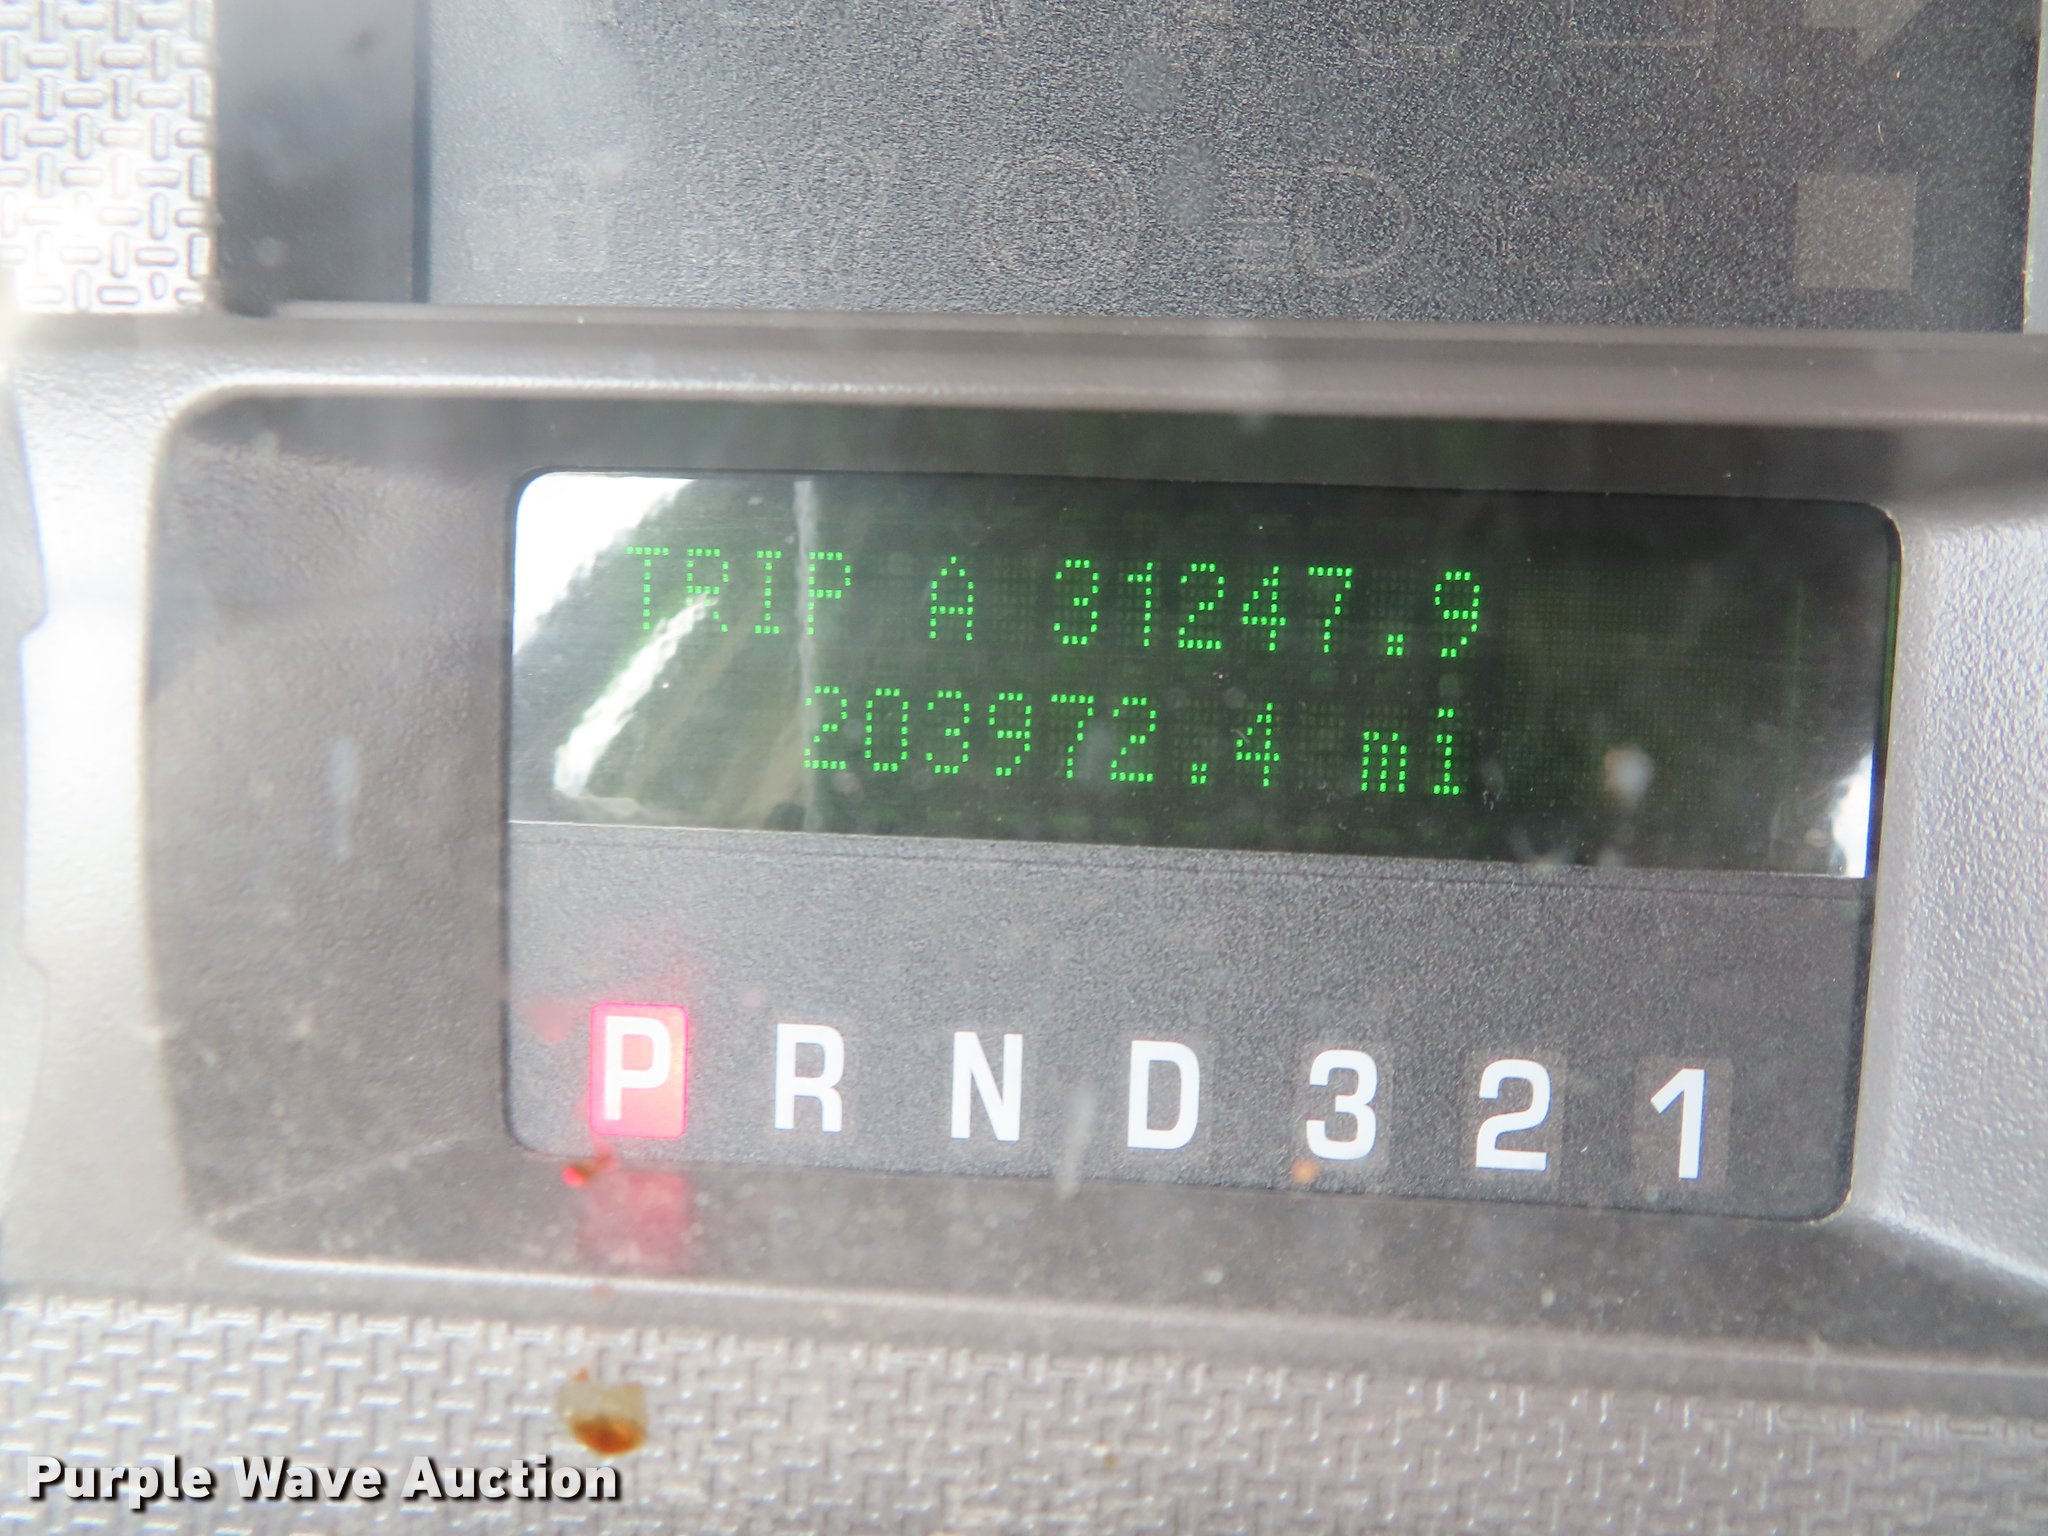 TRIP A 31247.9
203972.4 mi
P R N D 3 2 1
Purple Wave Auction